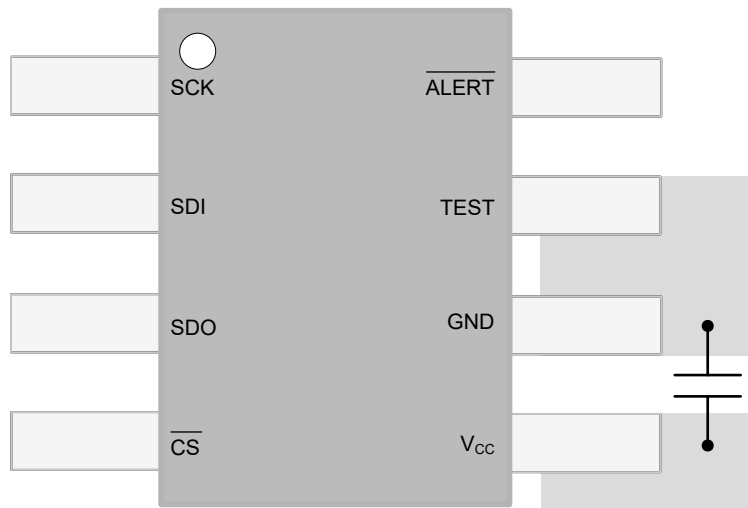 SCK
ALERT
SDI
TEST
SDO
GND
CS
VCC